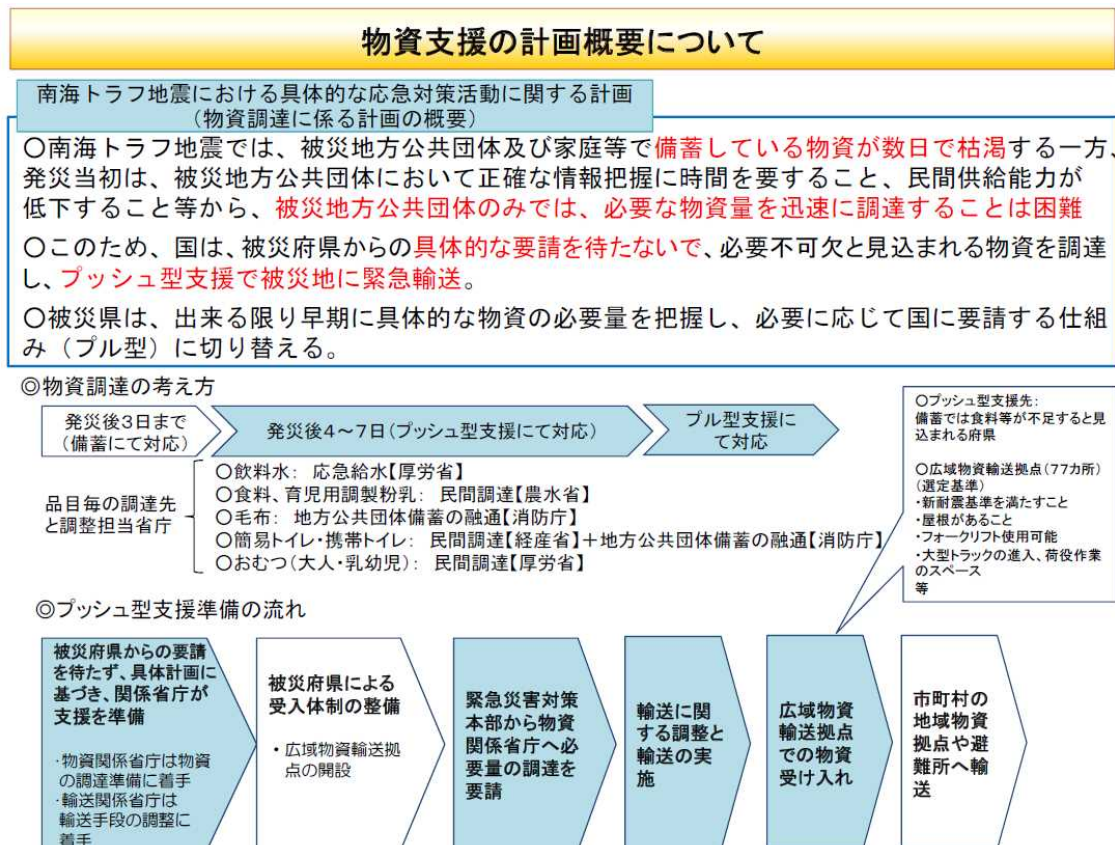 物資支援の計画概要について
南海トラフ地震における具体的な応急対策活動に関する計画
（物資調達に係る計画の概要）
○南海トラフ地震では、被災地方公共団体及び家庭等で備蓄している物資が数日で枯渇する一方、
発災当初は、被災地方公共団体において正確な情報把握に時間を要すること、民間供給能力が
低下すること等から、被災地方公共団体のみでは、必要な物資量を迅速に調達することは困難
○このため、国は、被災府県からの具体的な要請を待たないで、必要不可欠と見込まれる物資を調達
し、プッシュ型支援で被災地に緊急輸送。
○被災県は、出来る限り早期に具体的な物資の必要量を把握し、必要に応じて国に要請する仕組
み（プル型）に切り替える。
◎物資調達の考え方
発災後3日まで
（備蓄にて対応）
発災後4～7日（プッシュ型支援にて対応）
プル型支援に
て対応
品目毎の調達先
と調整担当省庁
○飲料水： 応急給水【厚労省】
○食料、育児用調製粉乳： 民間調達【農水省】
○毛布： 地方公共団体備蓄の融通【消防庁】
○簡易トイレ・携帯トイレ： 民間調達【経産省】＋地方公共団体備蓄の融通【消防庁】
○おむつ（大人・乳幼児）： 民間調達【厚労省】
○プッシュ型支援先：
備蓄では食料等が不足すると見
込まれる府県
○広域物資輸送拠点（77カ所）
（選定基準）
・新耐震基準を満たすこと
・屋根があること
・フォークリフト使用可能
・大型トラックの進入、荷役作業
のスペース
等
◎プッシュ型支援準備の流れ
被災府県からの要請
を待たず、具体計画に
基づき、関係省庁が
支援を準備
・物資関係省庁は物資
の調達準備に着手
・輸送関係省庁は
輸送手段の調整に
着手
被災府県による
受入体制の整備
・広域物資輸送拠
点の開設
緊急災害対策
本部から物資
関係省庁へ必
要量の調達を
要請
輸送に関
する調整と
輸送の実
施
広域物資
輸送拠点
での物資
受け入れ
市町村の
地域物資
拠点や避
難所へ輸
送